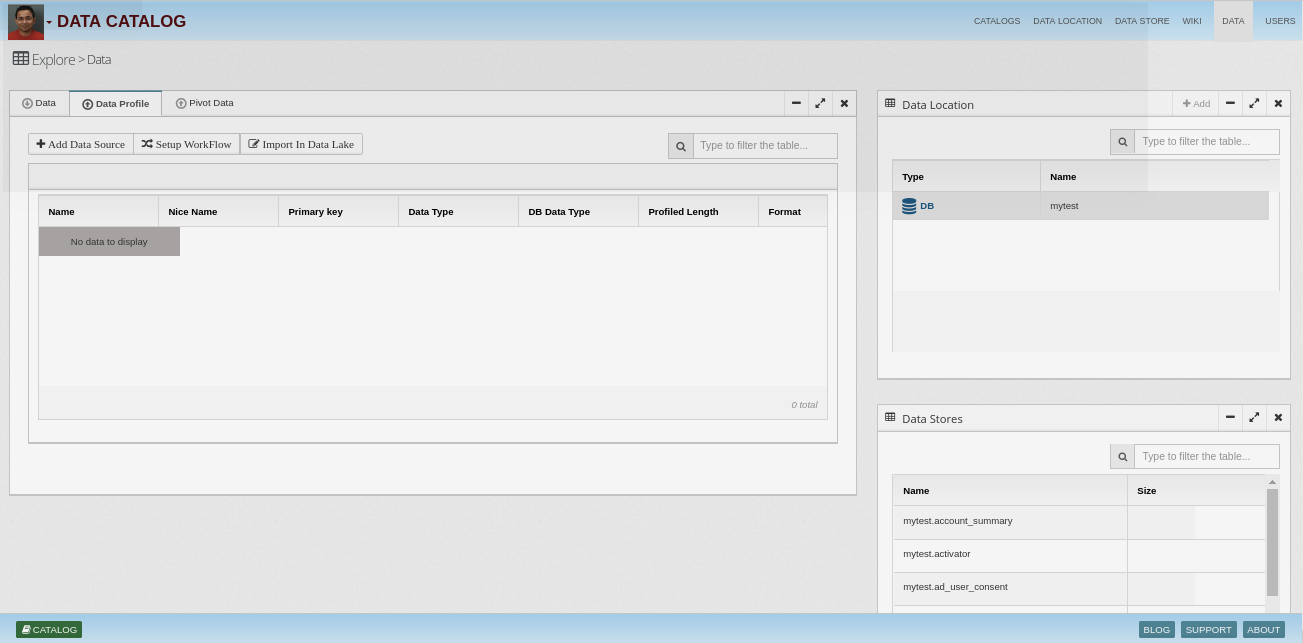 DATA CATALOG
CATALOGS DATA LOCATION DATA STORE WIKI DATA USERS
Explore > Data
Data Data Profile Pivot Data
Add Data Source Setup WorkFlow Import In Data Lake
Type to filter the table...
Name Nice Name Primary key Data Type DB Data Type Profiled Length Format
No data to display
0 total
Data Location
Add
Type to filter the table...
Type Name
DB mytest
Data Stores
Type to filter the table...
Name Size
mytest.account_summary
mytest.activator
mytest.ad_user_consent
CATALOG
BLOG SUPPORT ABOUT